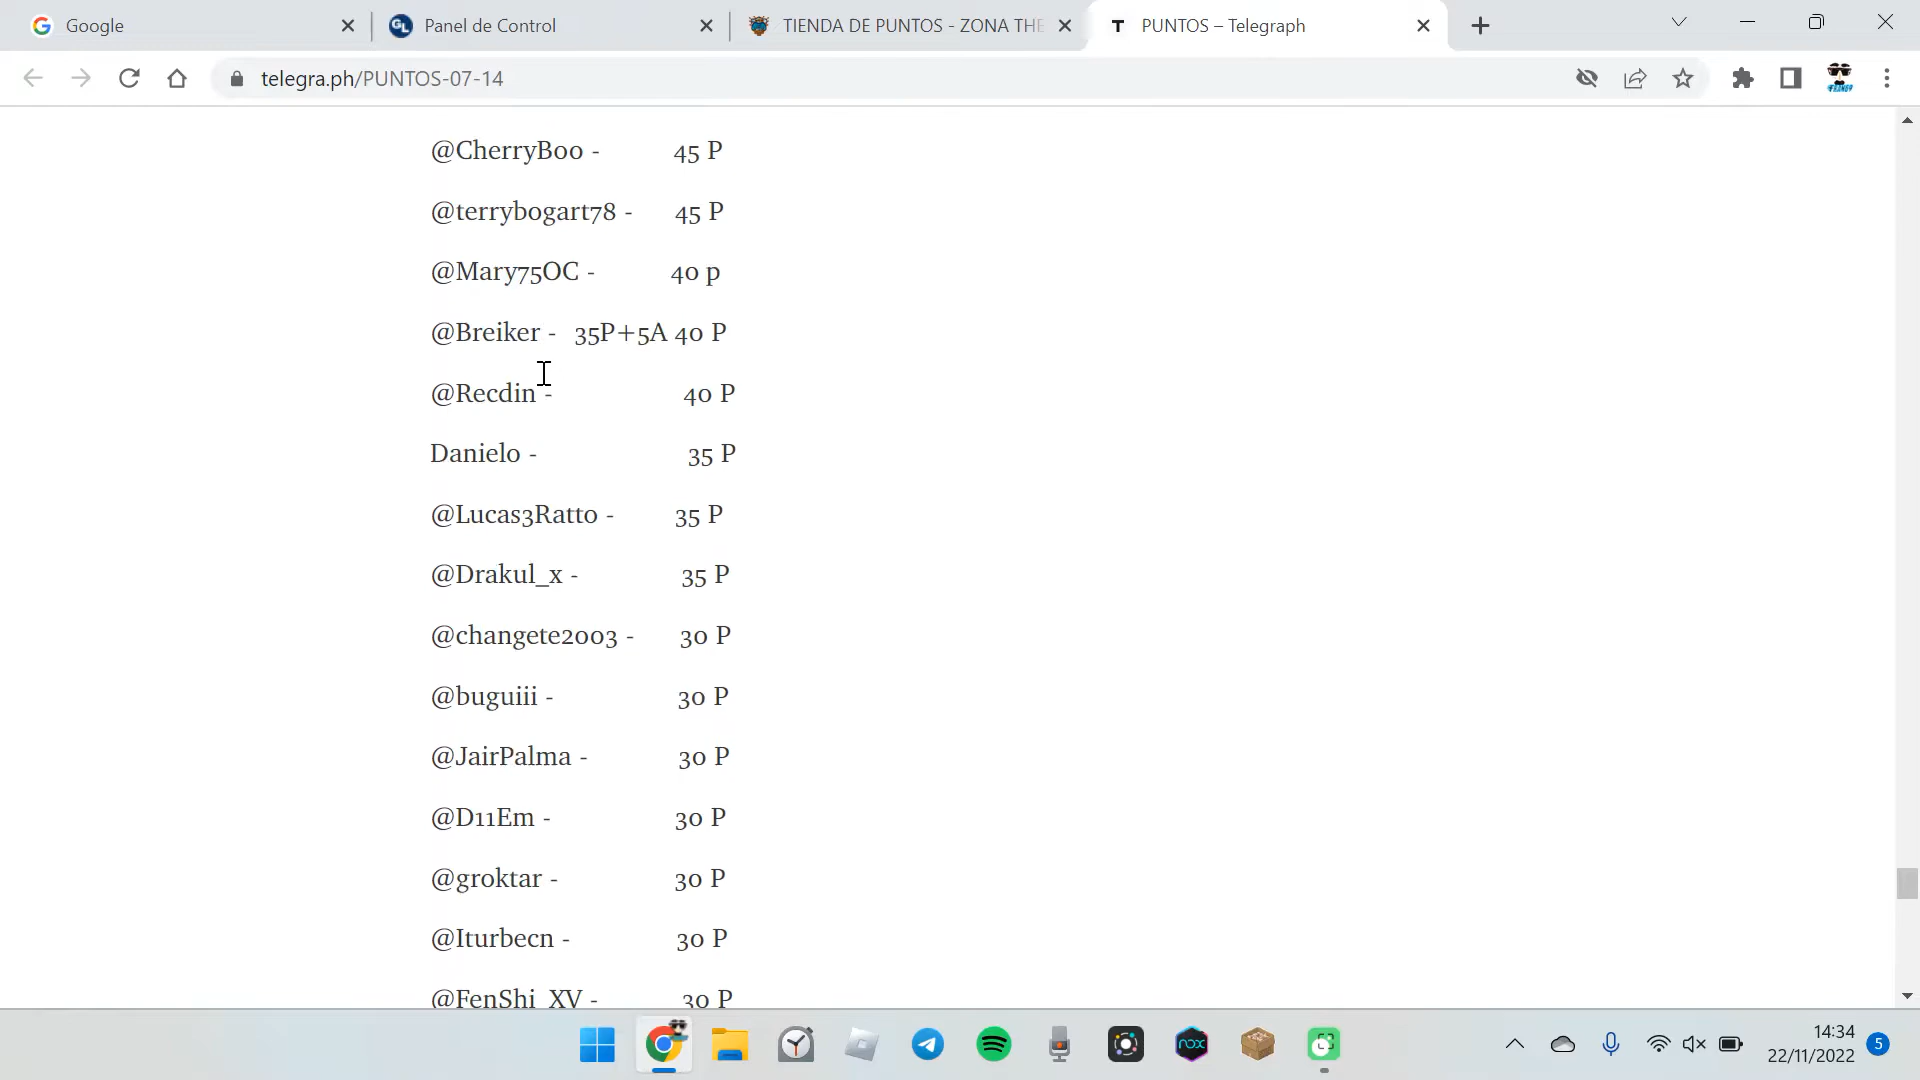 Google
Panel de Control
TIENDA DE PUNTOS - ZONA THE
T PUNTOS – Telegraph
telegra.ph/PUNTOS-07-14
@CherryBoo - 45 P
@terrybogart78 - 45 P
@Mary75OC - 40 p
@Breiker - 35P+5A 40 P
@Recdin - 40 P
Danielo - 35 P
@Lucas3Ratto - 35 P
@Drakul_x - 35 P
@changete2003 - 30 P
@buguiii - 30 P
@JairPalma - 30 P
@D11Em - 30 P
@groktar - 30 P
@Iturbecn - 30 P
@FenShi_XV - 30 P
nox
14:34
22/11/2022
5